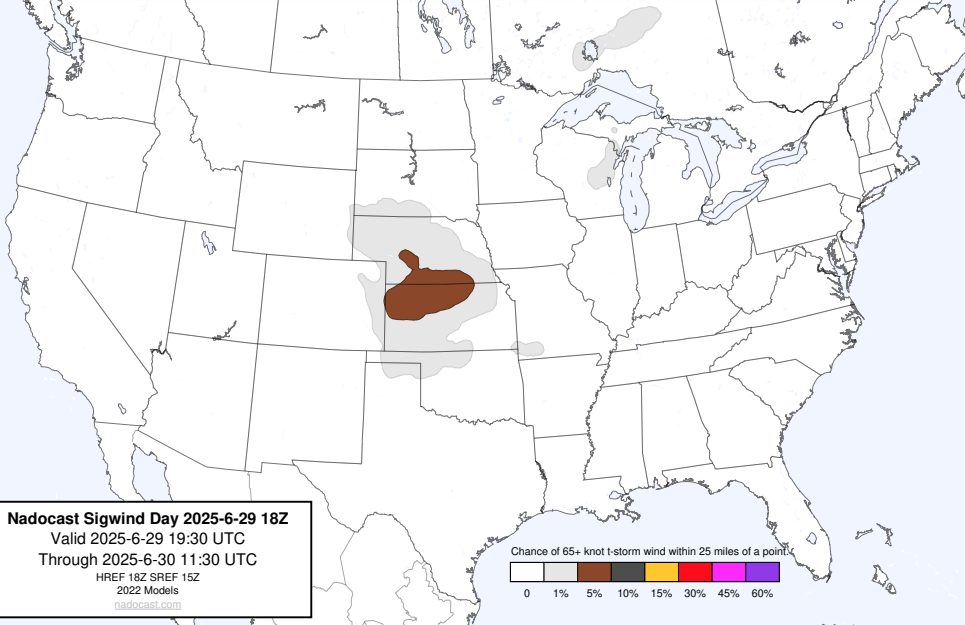 Nadocast Sigwind Day 2025-6-29 18Z
Valid 2025-6-29 19:30 UTC
Through 2025-6-30 11:30 UTC
HREF 18Z SREF 15Z
2022 Models
nadocast.com
Chance of 65+ knot t-storm wind within 25 miles of a point.
0 1% 5% 10% 15% 30% 45% 60%